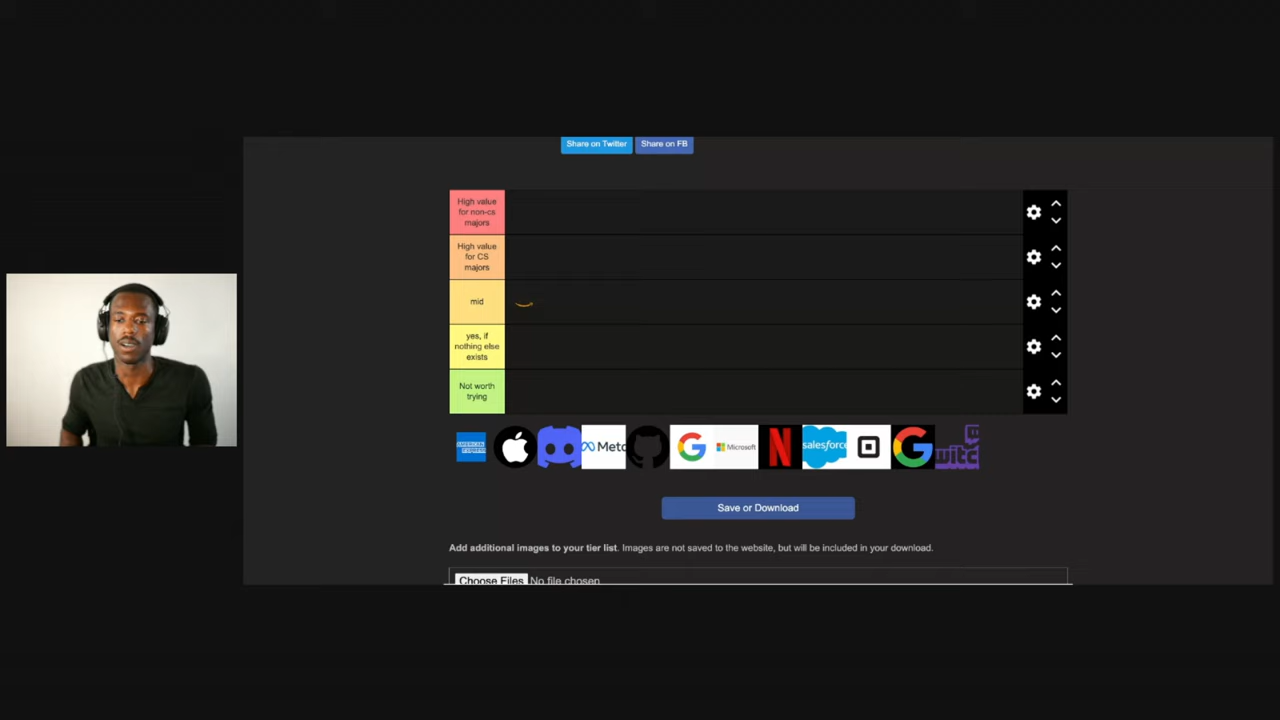 Share on Twitter
Share on FB
High value
for non-cs
majors
High value
for CS
majors
mid
yes, if
nothing else
exists
Not worth
trying
AMERICAN
EXPRESS
Meta
Microsoft
salesforce
witc
Save or Download
Add additional images to your tier list. Images are not saved to the website, but will be included in your download.
Choose Files No file chosen